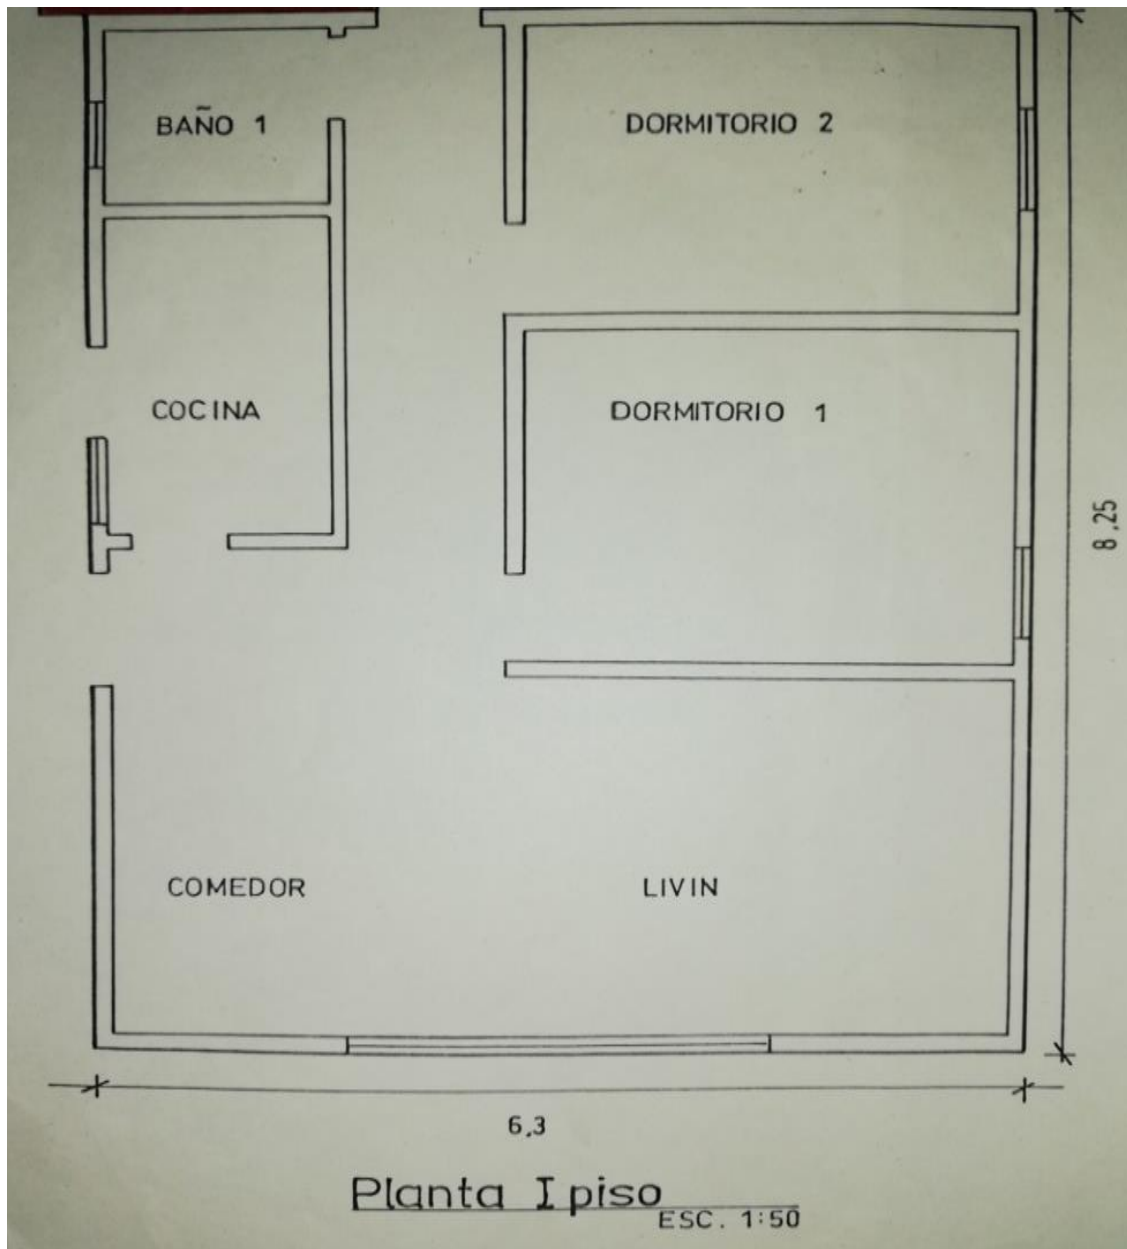 BAÑO 1
DORMITORIO 2
COCINA
DORMITORIO 1
8,25
COMEDOR
LIVIN
6,3
Planta I piso
ESC. 1:50